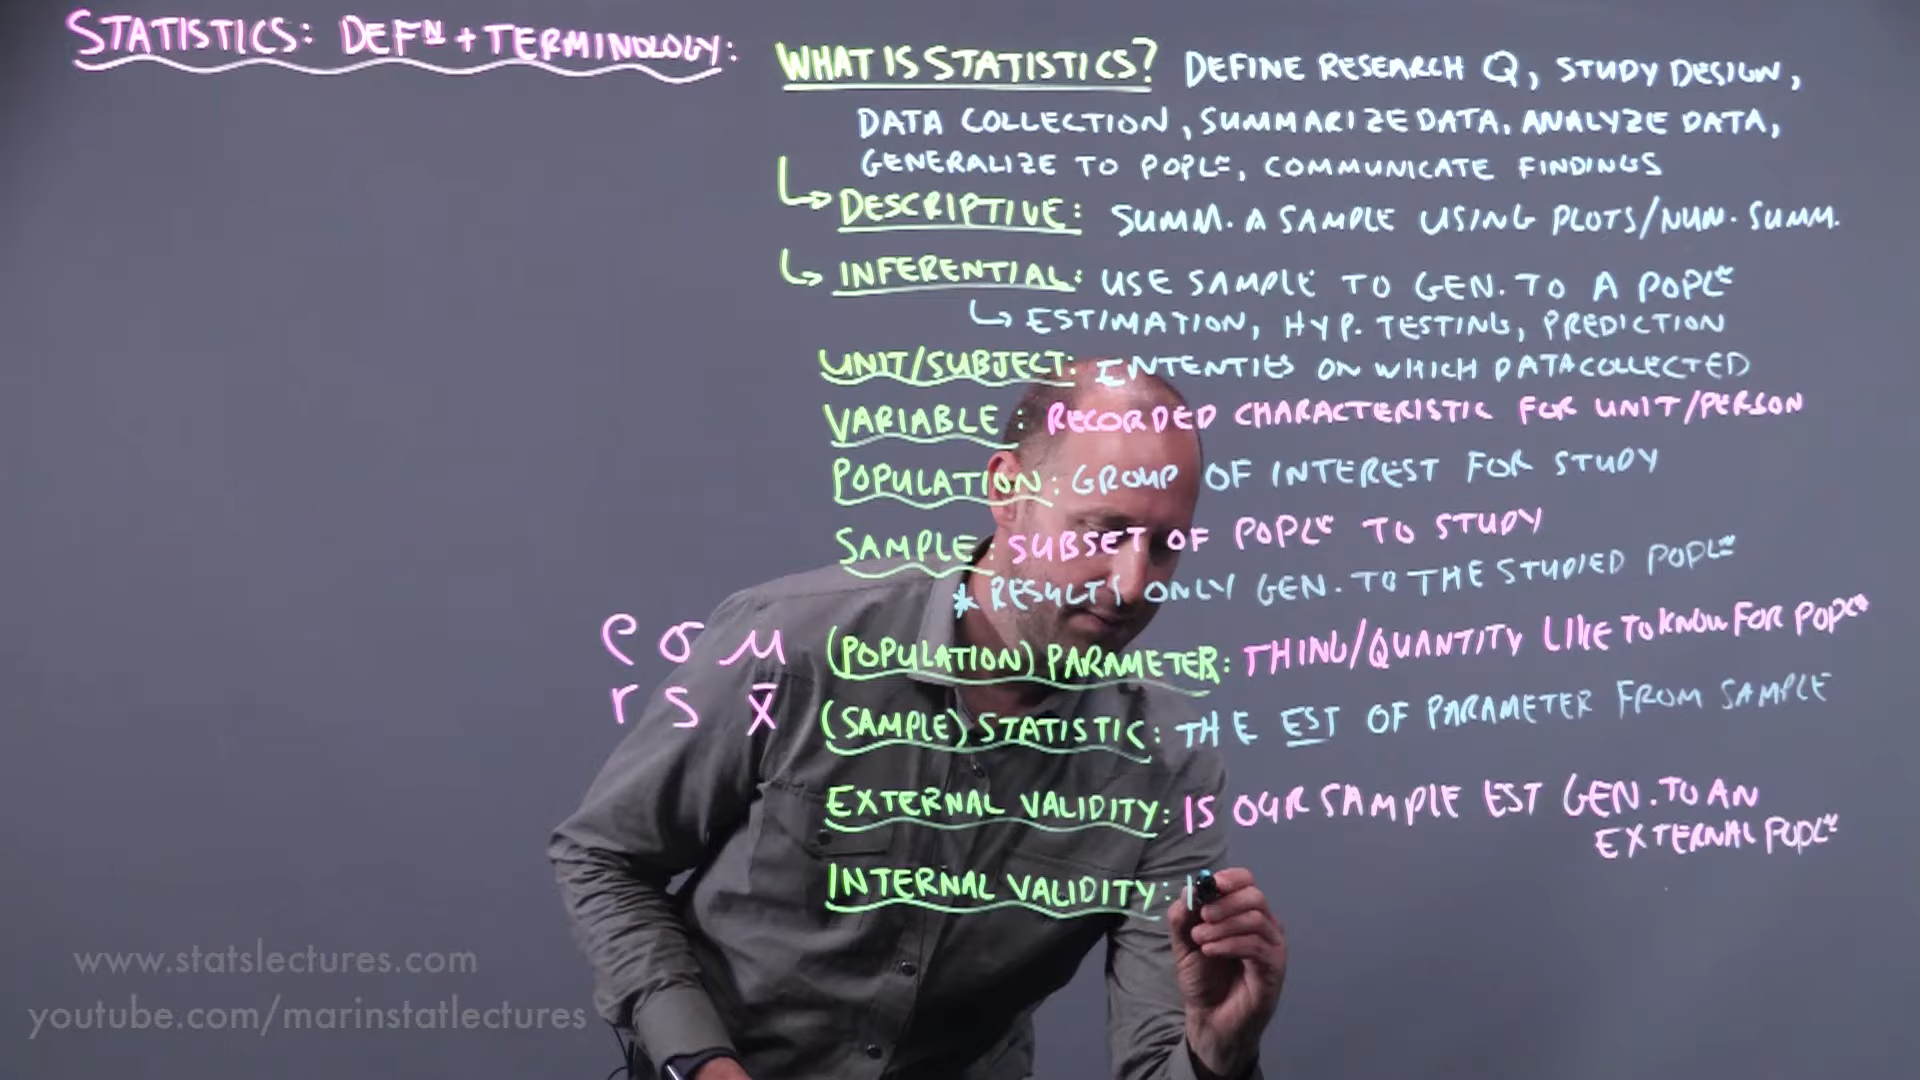 STATISTICS: DEFᴺ + TERMINOLOGY:
WHAT IS STATISTICS? DEFINE RESEARCH Q, STUDY DESIGN,
DATA COLLECTION, SUMMARIZE DATA, ANALYZE DATA,
GENERALIZE TO POPLᴺ, COMMUNICATE FINDINGS
↳ DESCRIPTIVE: SUMM. A SAMPLE USING PLOTS/NUM. SUMM.
↳ INFERENTIAL: USE SAMPLE TO GEN. TO A POPLᴺ
↳ ESTIMATION, HYP. TESTING, PREDICTION
UNIT/SUBJECT: ENTENTIES ON WHICH DATA COLLECTED
VARIABLE: RECORDED CHARACTERISTIC FOR UNIT/PERSON
POPULATION: GROUP OF INTEREST FOR STUDY
SAMPLE: SUBSET OF POPLᴺ TO STUDY
* RESULTS ONLY GEN. TO THE STUDIED POPLᴺ
ρ σ μ (POPULATION) PARAMETER: THING/QUANTITY LIKE TO KNOW FOR POPLᴺ
r s x̄ (SAMPLE) STATISTIC: THE EST OF PARAMETER FROM SAMPLE
EXTERNAL VALIDITY: IS OUR SAMPLE EST GEN. TO AN
EXTERNAL POPLᴺ
INTERNAL VALIDITY: I
www.statslectures.com
youtube.com/marinstatlectures